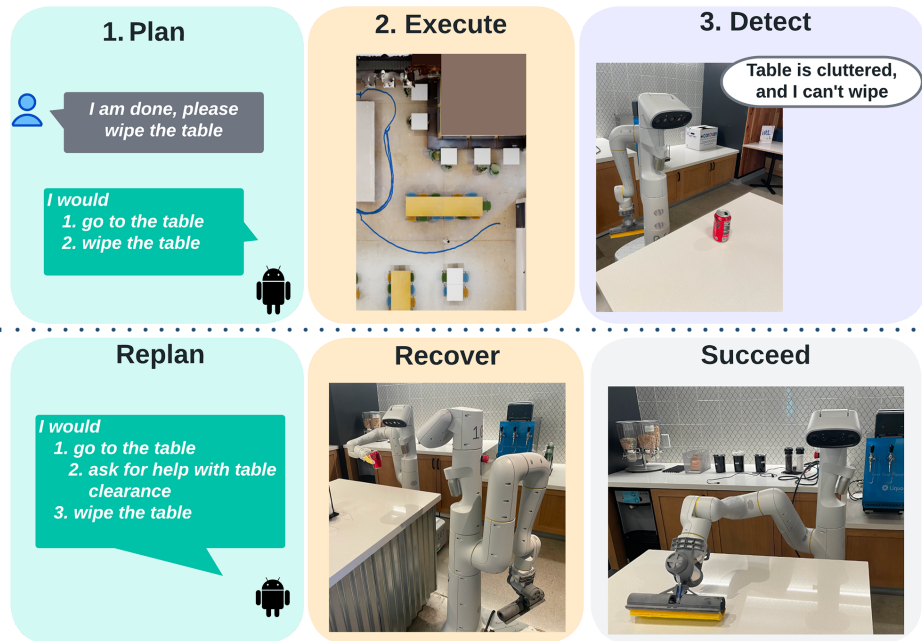 1. Plan
2. Execute
3. Detect
I am done, please
wipe the table
I would
1. go to the table
2. wipe the table
Table is cluttered,
and I can't wipe
Replan
Recover
Succeed
I would
1. go to the table
2. ask for help with table
clearance
3. wipe the table